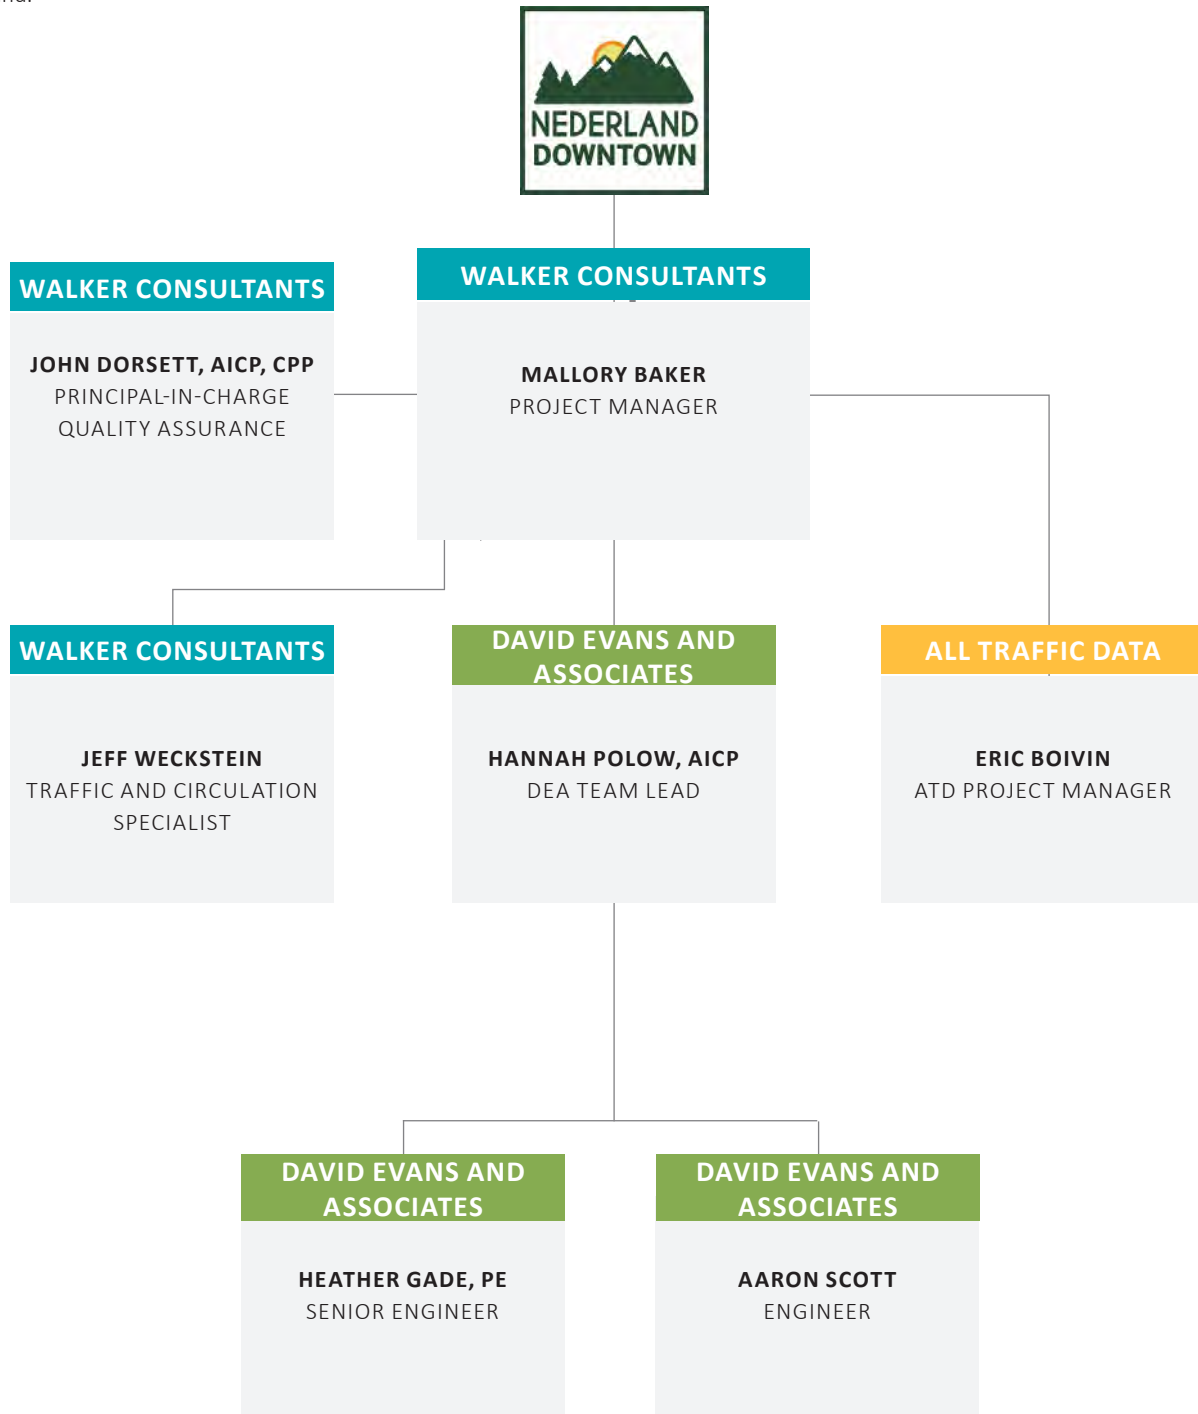 NEDERLAND
DOWNTOWN
WALKER CONSULTANTS
JOHN DORSETT, AICP, CPP
PRINCIPAL-IN-CHARGE
QUALITY ASSURANCE
WALKER CONSULTANTS
MALLORY BAKER
PROJECT MANAGER
WALKER CONSULTANTS
JEFF WECKSTEIN
TRAFFIC AND CIRCULATION
SPECIALIST
DAVID EVANS AND
ASSOCIATES
HANNAH POLOW, AICP
DEA TEAM LEAD
ALL TRAFFIC DATA
ERIC BOIVIN
ATD PROJECT MANAGER
DAVID EVANS AND
ASSOCIATES
HEATHER GADE, PE
SENIOR ENGINEER
DAVID EVANS AND
ASSOCIATES
AARON SCOTT
ENGINEER